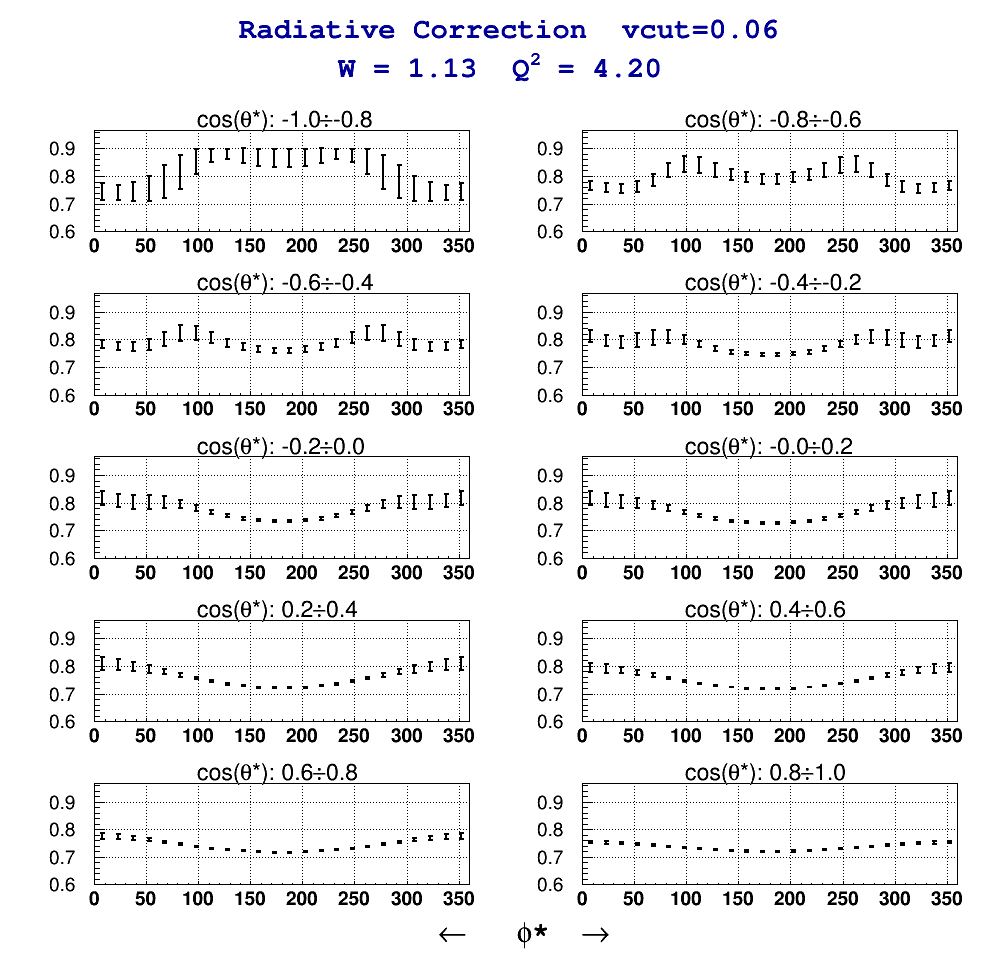 Radiative Correction vcut=0.06
W = 1.13 Q² = 4.20
cos(θ*): -1.0÷-0.8
0.9
0.8
0.7
0.6
0 50 100 150 200 250 300 350
cos(θ*): -0.8÷-0.6
0.9
0.8
0.7
0.6
0 50 100 150 200 250 300 350
cos(θ*): -0.6÷-0.4
0.9
0.8
0.7
0.6
0 50 100 150 200 250 300 350
cos(θ*): -0.4÷-0.2
0.9
0.8
0.7
0.6
0 50 100 150 200 250 300 350
cos(θ*): -0.2÷0.0
0.9
0.8
0.7
0.6
0 50 100 150 200 250 300 350
cos(θ*): -0.0÷0.2
0.9
0.8
0.7
0.6
0 50 100 150 200 250 300 350
cos(θ*): 0.2÷0.4
0.9
0.8
0.7
0.6
0 50 100 150 200 250 300 350
cos(θ*): 0.4÷0.6
0.9
0.8
0.7
0.6
0 50 100 150 200 250 300 350
cos(θ*): 0.6÷0.8
0.9
0.8
0.7
0.6
0 50 100 150 200 250 300 350
cos(θ*): 0.8÷1.0
0.9
0.8
0.7
0.6
0 50 100 150 200 250 300 350
← ϕ* →